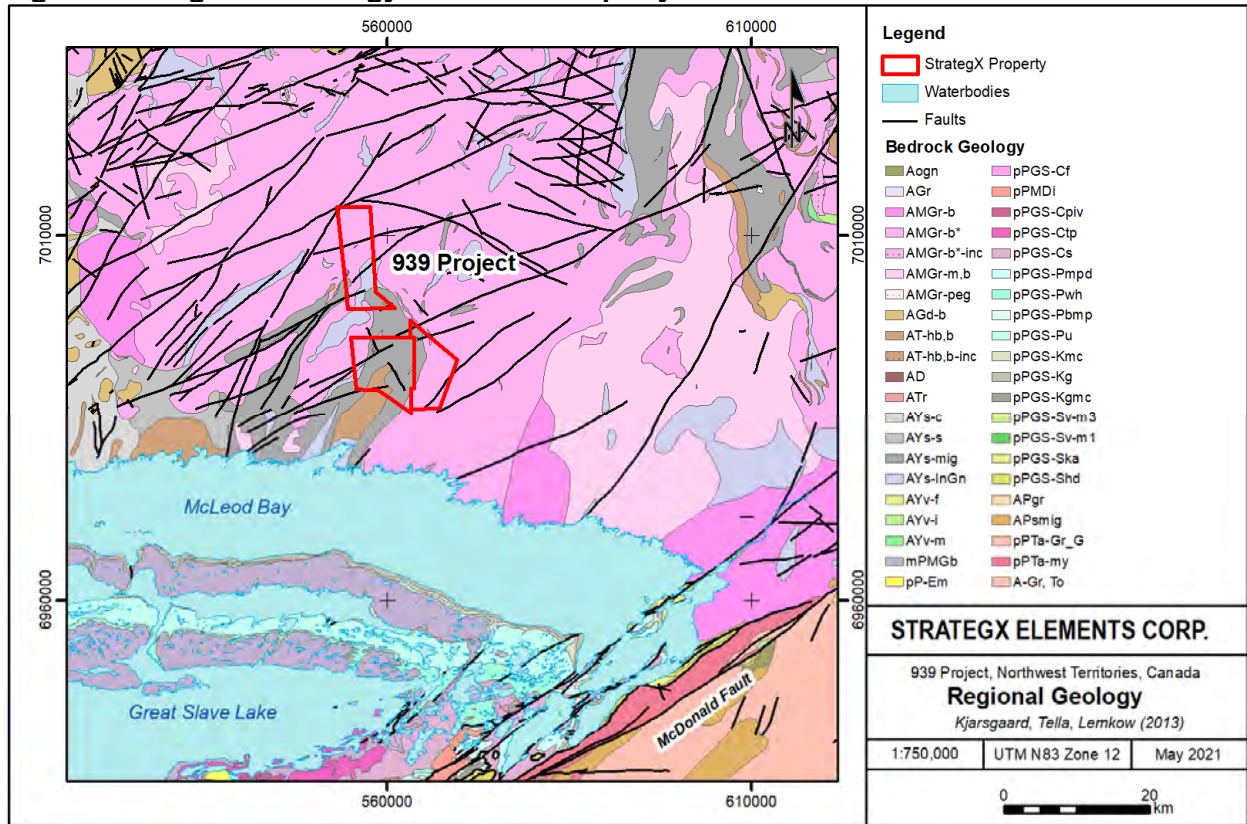 560000
610000
7010000
6960000
939 Project
McLeod Bay
Great Slave Lake
McDonald Fault
N
7010000
6960000
560000
610000
Legend
StrategX Property
Waterbodies
Faults
Bedrock Geology
Aogn
AGr
AMGr-b
AMGr-b*
AMGr-b*-inc
AMGr-m,b
AMGr-peg
AGd-b
AT-hb,b
AT-hb,b-inc
AD
ATr
AYs-c
AYs-s
AYs-mig
AYs-InGn
AYv-f
AYv-i
AYv-m
mPMGb
pP-Em
pPGS-Cf
pPMDi
pPGS-Cpiv
pPGS-Ctp
pPGS-Cs
pPGS-Pmpd
pPGS-Pwh
pPGS-Pbmp
pPGS-Pu
pPGS-Kmc
pPGS-Kg
pPGS-Kgmc
pPGS-Sv-m3
pPGS-Sv-m1
pPGS-Ska
pPGS-Shd
APgr
APsmig
pPTa-Gr_G
pPTa-my
A-Gr, To
STRATEGX ELEMENTS CORP.
939 Project, Northwest Territories, Canada
Regional Geology
Kjarsgaard, Tella, Lemkow (2013)
1:750,000
UTM N83 Zone 12
May 2021
0 20
km